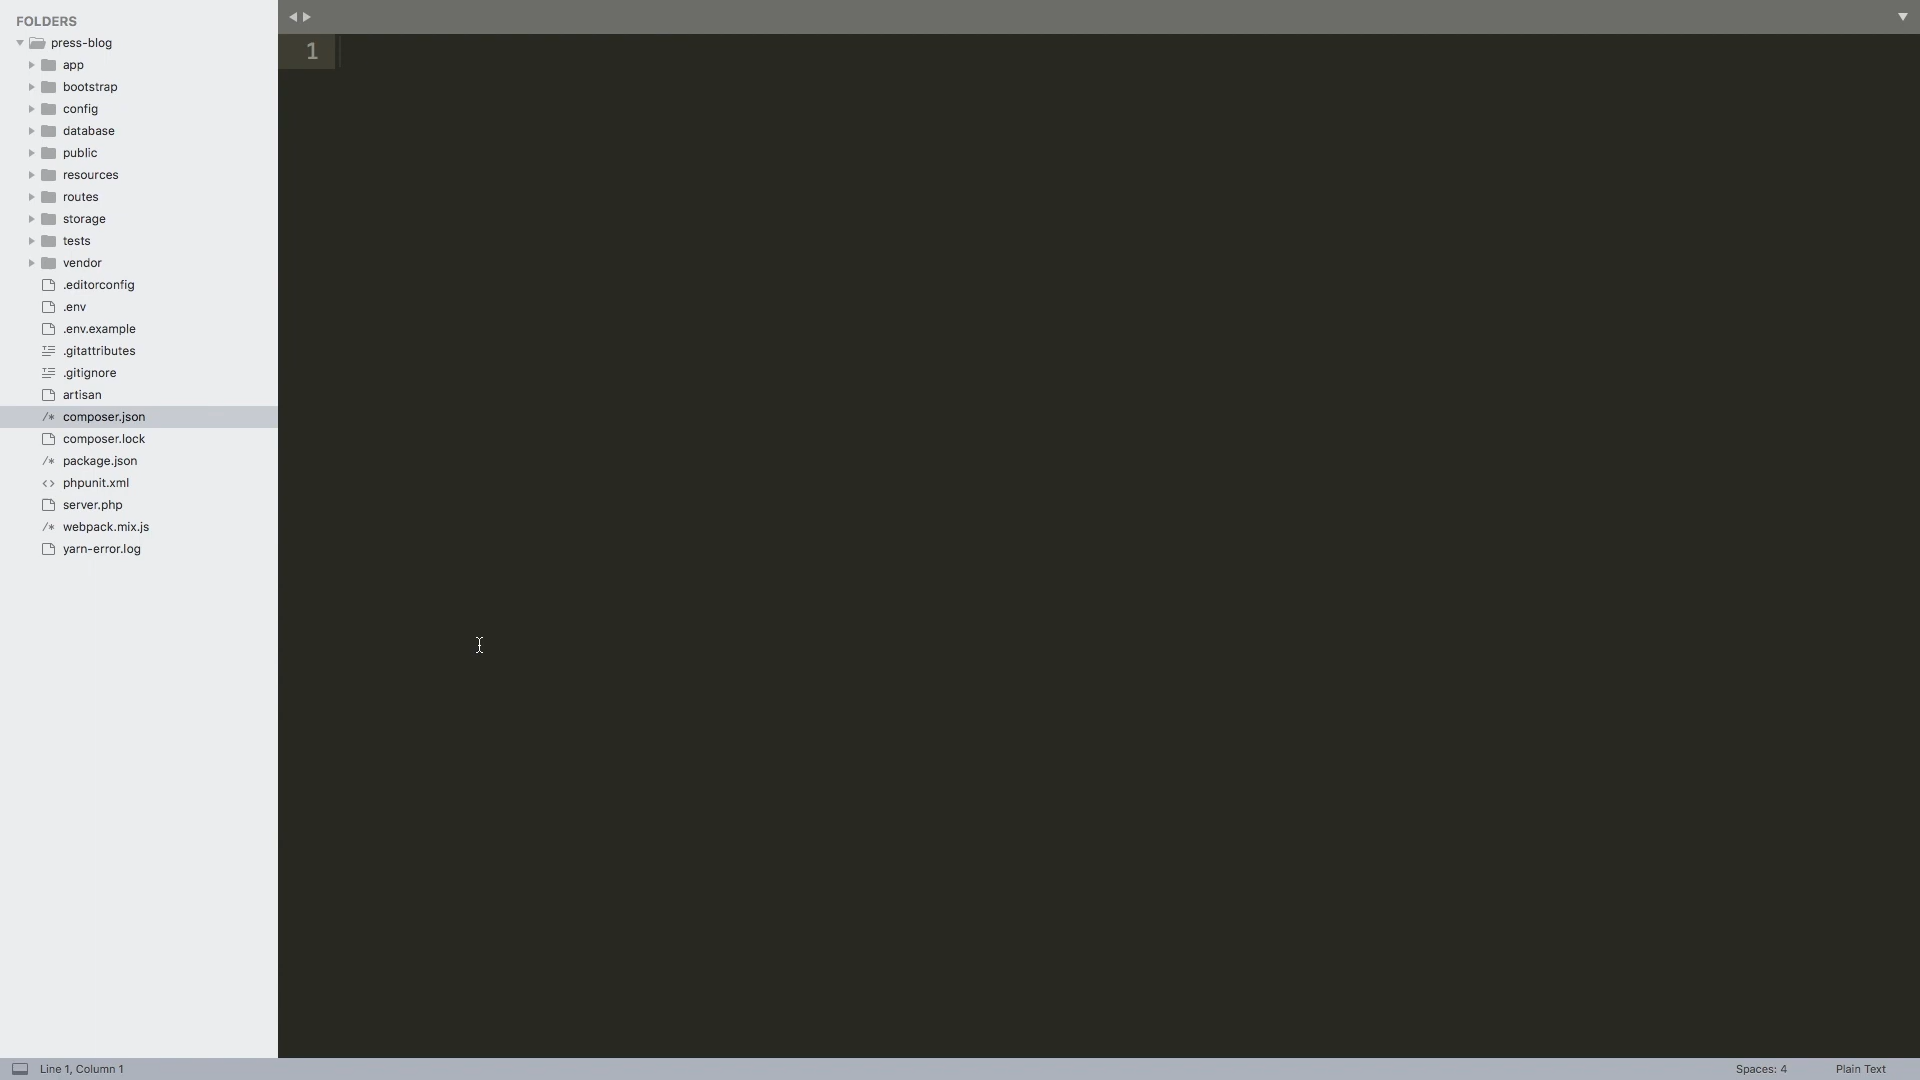 FOLDERS
press-blog
app
bootstrap
config
database
public
resources
routes
storage
tests
vendor
.editorconfig
.env
.env.example
.gitattributes
.gitignore
artisan
composer.json
composer.lock
package.json
phpunit.xml
server.php
webpack.mix.js
yarn-error.log
1
Line 1, Column 1
Spaces: 4
Plain Text